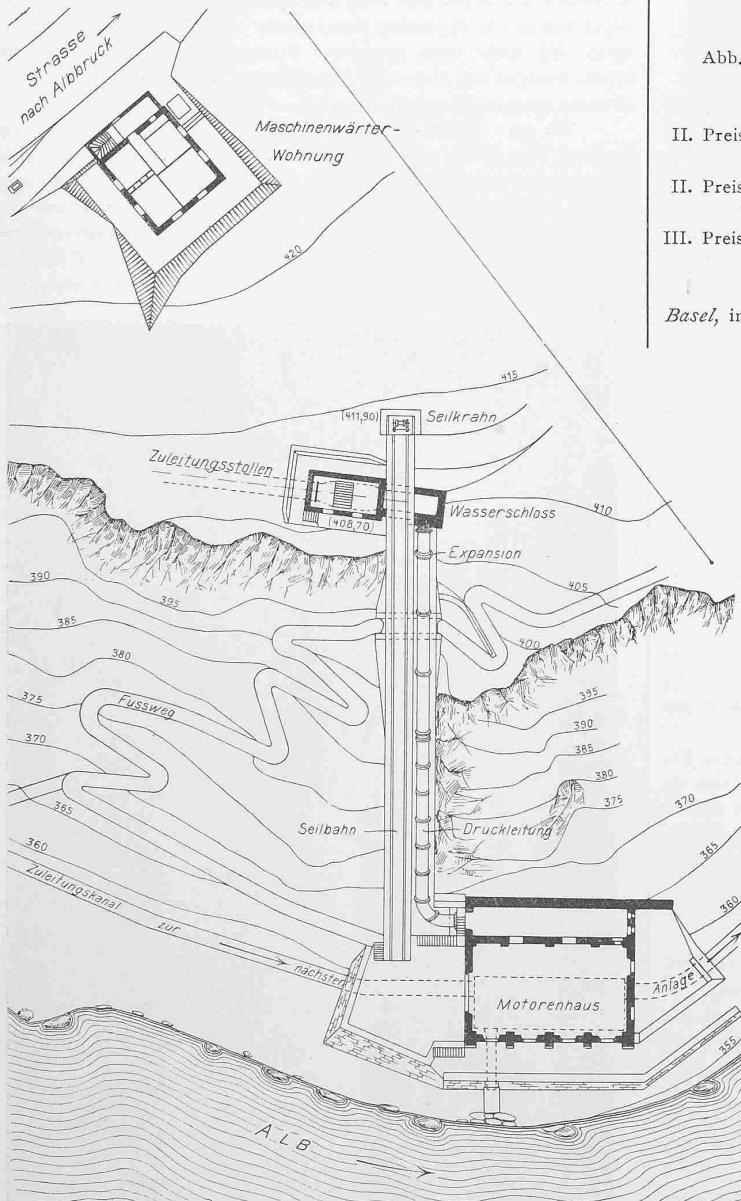 Strasse
nach Albbruck
Maschinenwärter-
Wohnung
420
Abb.
II. Preis
II. Preis
III. Preis
Basel, in
415
(411,90)
Seilkrahn
Zuleitungsstollen
(408,70)
Wasserschloss
410
Expansion
405
390
395
400
385
380
375
Fussweg
370
395
390
385
380
375
370
365
Seilbahn
Druckleitung
365
360
360
Zuleitungskanal
zur
nächsten
Anlage
Motorenhaus
355
ALB